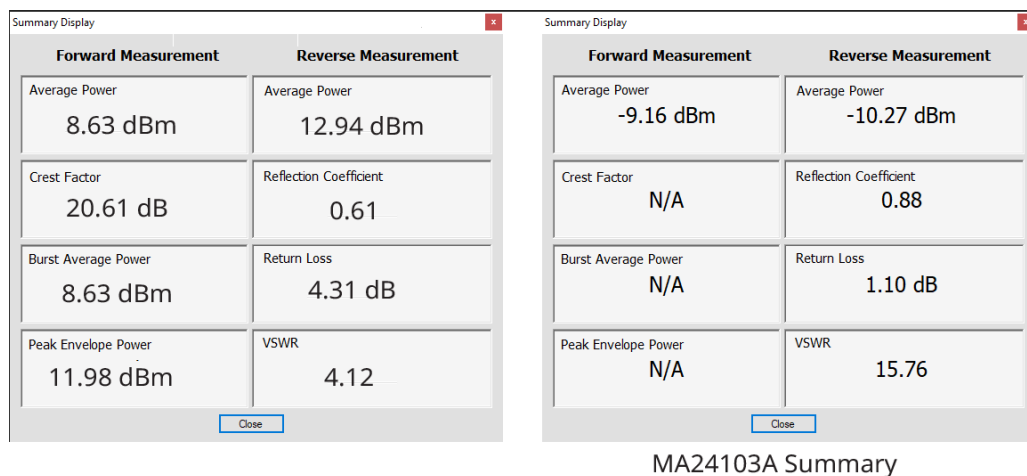 Summary Display
x
Forward Measurement
Reverse Measurement
Average Power
8.63 dBm
Average Power
12.94 dBm
Crest Factor
20.61 dB
Reflection Coefficient
0.61
Burst Average Power
8.63 dBm
Return Loss
4.31 dB
Peak Envelope Power
11.98 dBm
VSWR
4.12
Close
Summary Display
x
Forward Measurement
Reverse Measurement
Average Power
-9.16 dBm
Average Power
-10.27 dBm
Crest Factor
N/A
Reflection Coefficient
0.88
Burst Average Power
N/A
Return Loss
1.10 dB
Peak Envelope Power
N/A
VSWR
15.76
Close
MA24103A Summary